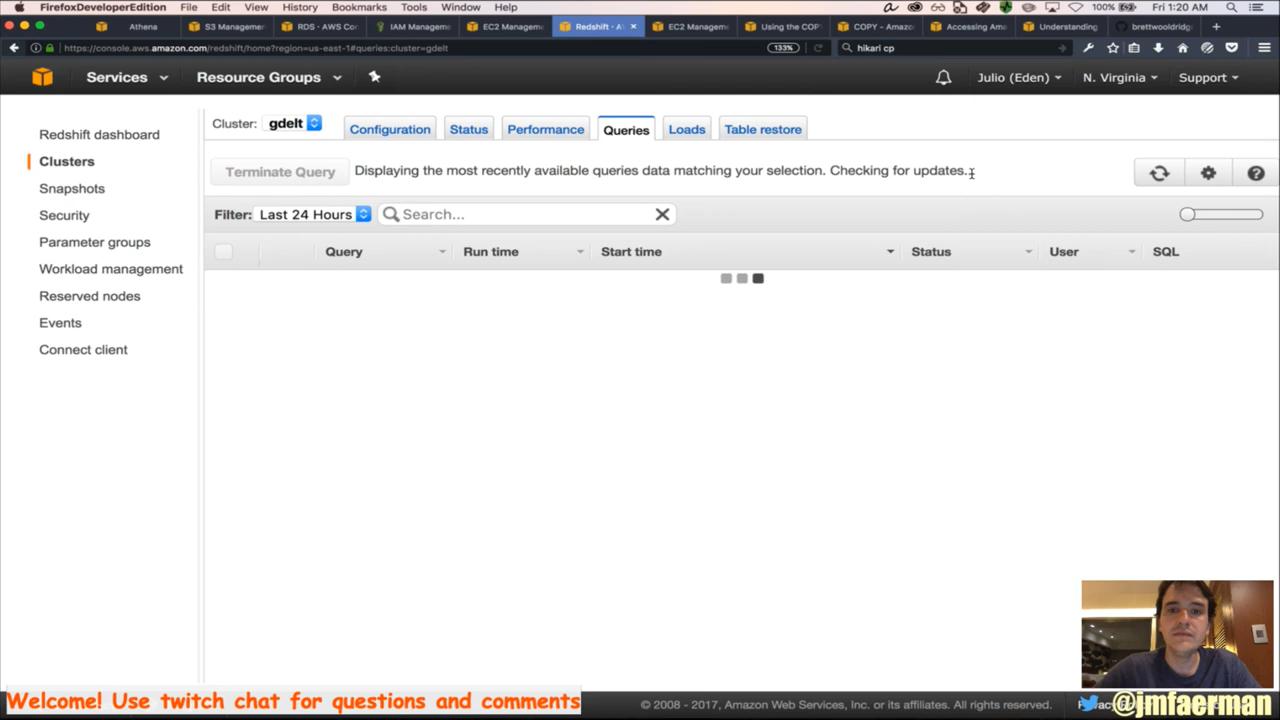 FirefoxDeveloperEdition File Edit View History Bookmarks Tools Window Help 100% Fri 1:20 AM
Athena S3 Management RDS · AWS Co IAM Manageme EC2 Manageme Redshift · A EC2 Manageme Using the COP COPY - Amazo Accessing Ama Understanding brettwooldridg
https://console.aws.amazon.com/redshift/home?region=us-east-1#queries:cluster=gdelt 133% hikari cp
Services Resource Groups Julio (Eden) N. Virginia Support
Cluster: gdelt Configuration Status Performance Queries Loads Table restore
Redshift dashboard
Clusters
Snapshots
Security
Parameter groups
Workload management
Reserved nodes
Events
Connect client
Terminate Query Displaying the most recently available queries data matching your selection. Checking for updates..
Filter: Last 24 Hours Search...
Query Run time Start time Status User SQL
Welcome! Use twitch chat for questions and comments
© 2008 - 2017, Amazon Web Services, Inc. or its affiliates. All rights reserved.
@jmfaerman